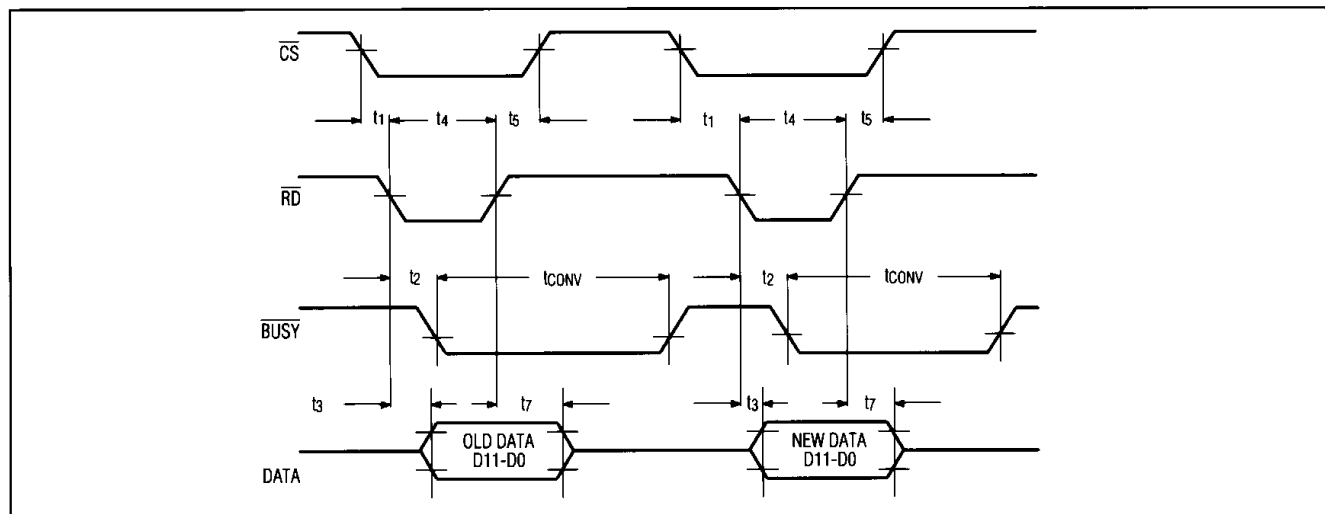 CS
t1 t4 t5 t1 t4 t5
RD
t2 tCONV t2 tCONV
BUSY
t3 t7 t3 t7
OLD DATA
D11-D0
NEW DATA
D11-D0
DATA